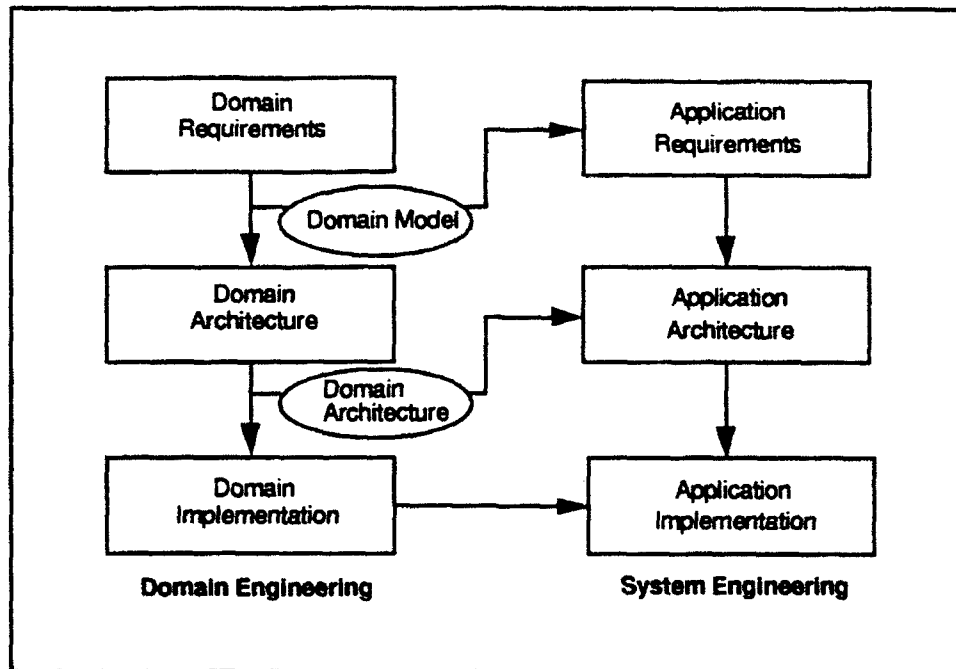 Domain
Requirements
Application
Requirements
Domain Model
Domain
Architecture
Application
Architecture
Domain
Architecture
Domain
Implementation
Application
Implementation
Domain Engineering
System Engineering